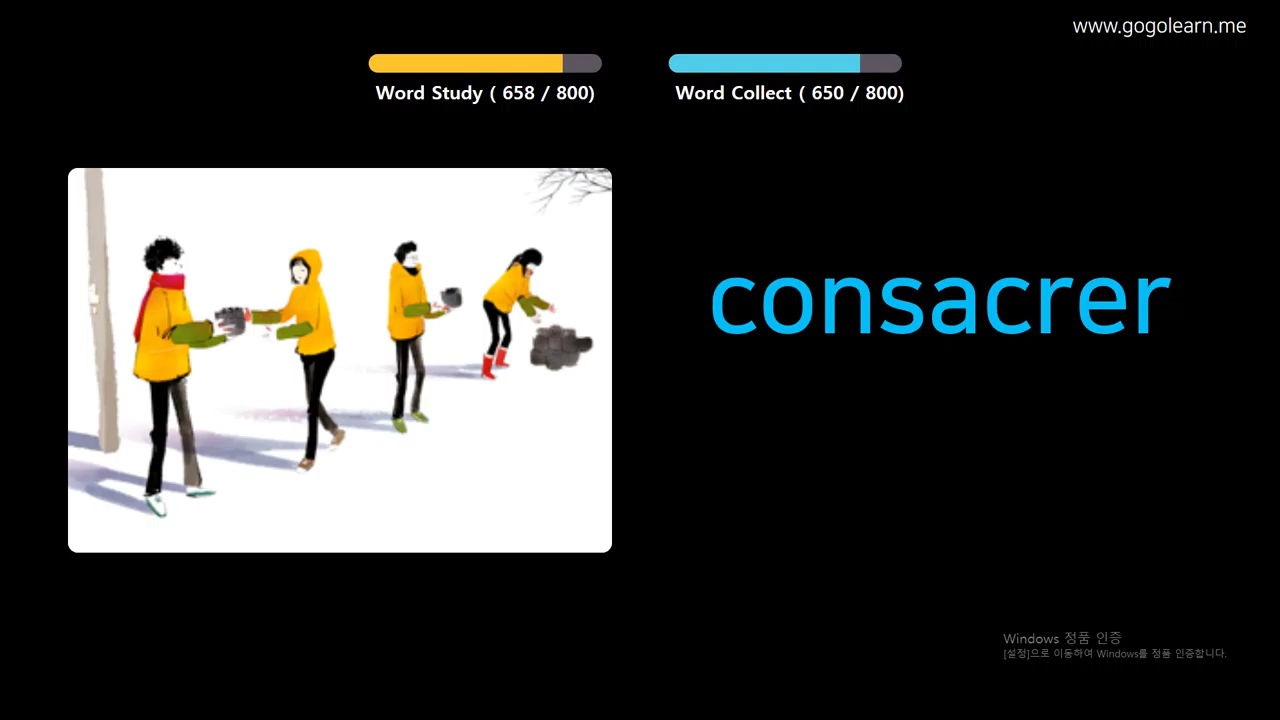 www.gogolearn.me
Word Study ( 658 / 800)
Word Collect ( 650 / 800)
consacrer
Windows 정품 인증
[설정]으로 이동하여 Windows를 정품 인증합니다.